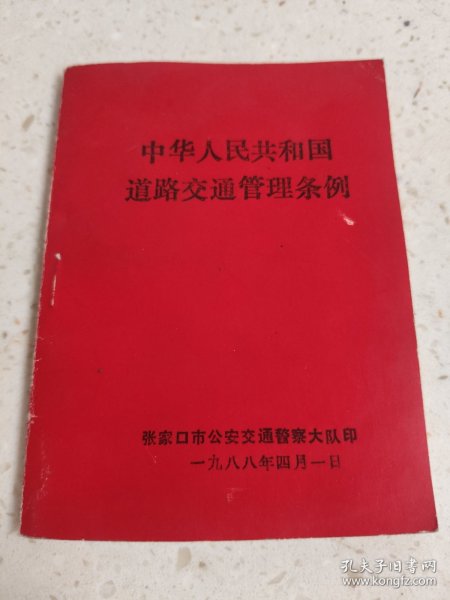 中华人民共和国
道路交通管理条例
张家口市公安交通警察大队印
一九八八年四月一日
孔夫子旧书网
www.kongfz.com